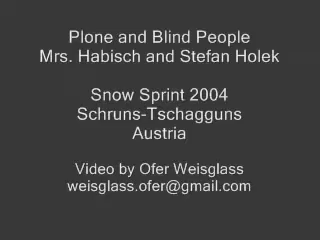 Plone and Blind People
Mrs. Habisch and Stefan Holek
Snow Sprint 2004
Schruns-Tschagguns
Austria
Video by Ofer Weisglass
weisglass.ofer@gmail.com